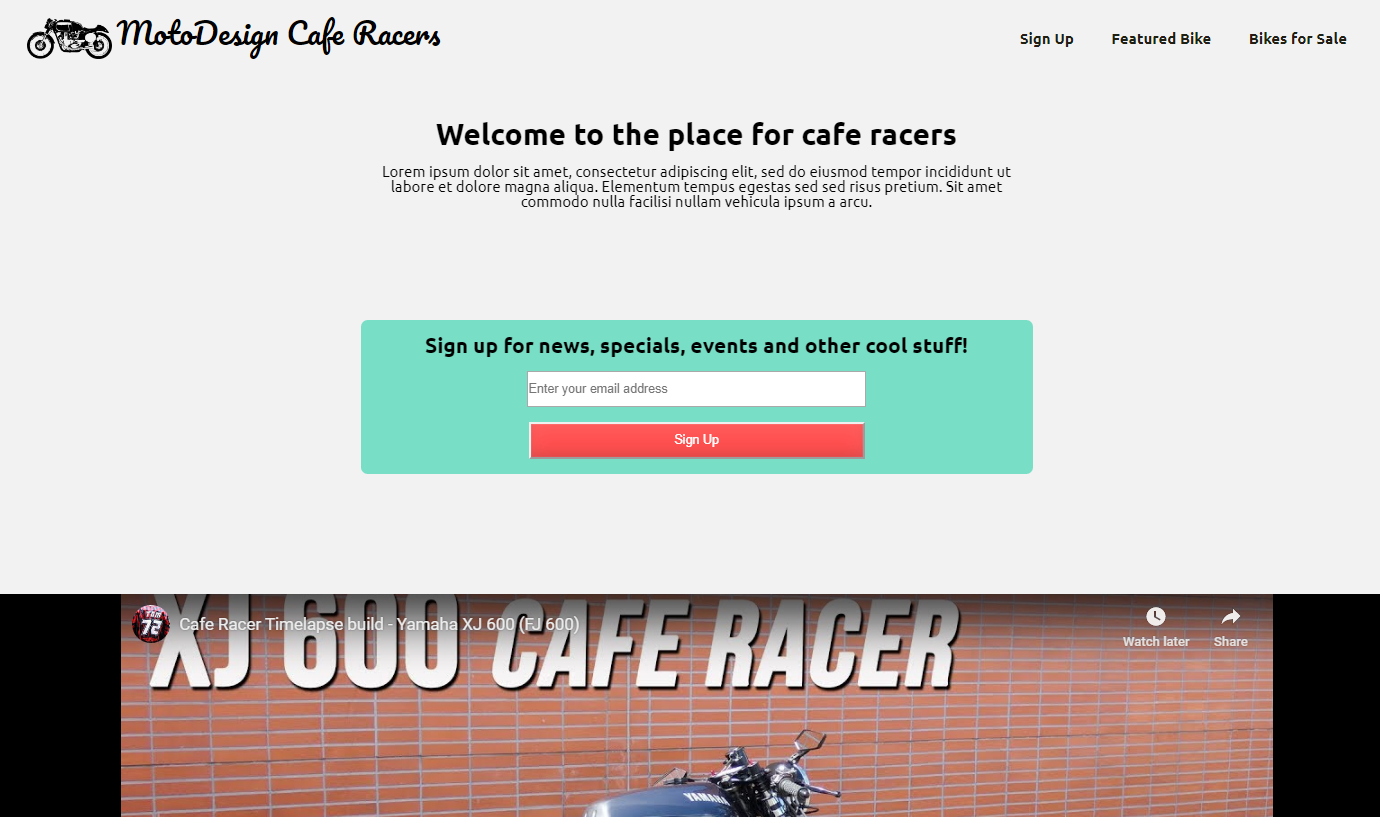 MotoDesign Cafe Racers
Sign Up
Featured Bike
Bikes for Sale
Welcome to the place for cafe racers
Lorem ipsum dolor sit amet, consectetur adipiscing elit, sed do eiusmod tempor incididunt ut
labore et dolore magna aliqua. Elementum tempus egestas sed sed risus pretium. Sit amet
commodo nulla facilisi nullam vehicula ipsum a arcu.
Sign up for news, specials, events and other cool stuff!
Enter your email address
Sign Up
XJ 600 CAFE RACER
TOM
72
Cafe Racer Timelapse build - Yamaha XJ 600 (FJ 600)
Watch later
Share
YAMAHA